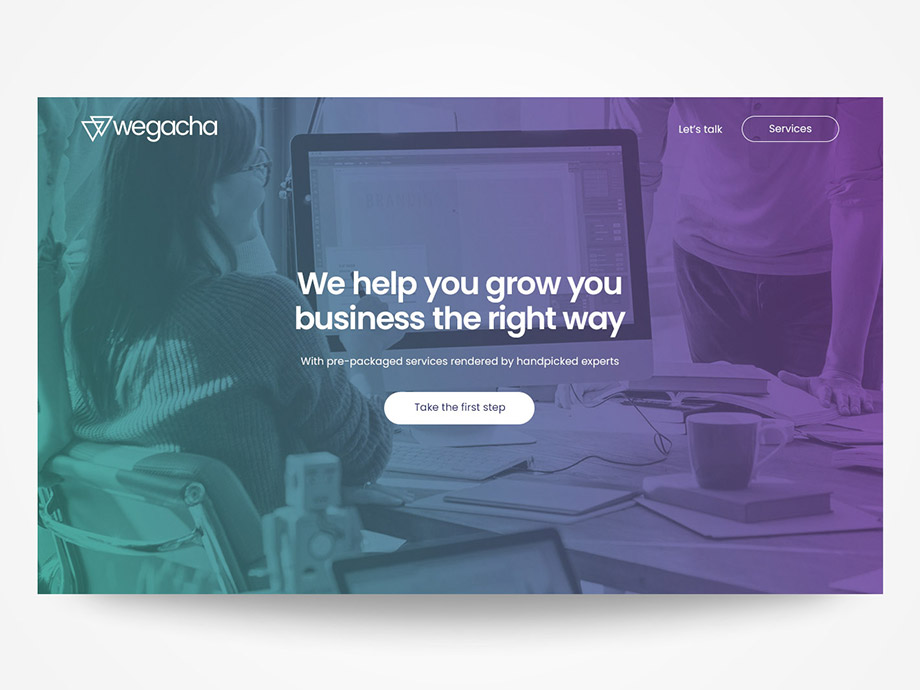 wegacha
Let's talk
Services
We help you grow you
business the right way
With pre-packaged services rendered by handpicked experts
Take the first step